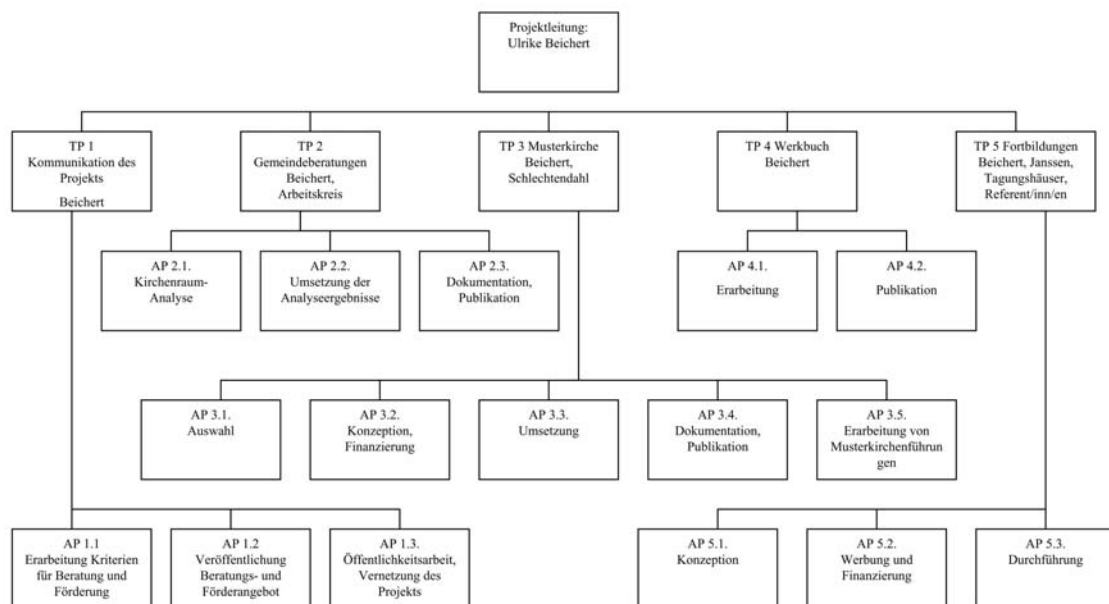 Projektleitung:
Ulrike Beichert
TP 1
Kommunikation des
Projekts
Beichert
TP 2
Gemeindeberatungen
Beichert,
Arbeitskreis
TP 3 Musterkirche
Beichert,
Schlechtendahl
TP 4 Werkbuch
Beichert
TP 5 Fortbildungen
Beichert, Janssen,
Tagungshäuser,
Referent/inn/en
AP 2.1.
Kirchenraum-
Analyse
AP 2.2.
Umsetzung der
Analyseergebnisse
AP 2.3.
Dokumentation,
Publikation
AP 4.1.
Erarbeitung
AP 4.2.
Publikation
AP 3.1.
Auswahl
AP 3.2.
Konzeption,
Finanzierung
AP 3.3.
Umsetzung
AP 3.4.
Dokumentation,
Publikation
AP 3.5.
Erarbeitung von
Musterkirchenführun
gen
AP 1.1
Erarbeitung Kriterien
für Beratung und
Förderung
AP 1.2
Veröffentlichung
Beratungs- und
Förderangebot
AP 1.3.
Öffentlichkeitsarbeit,
Vernetzung des
Projekts
AP 5.1.
Konzeption
AP 5.2.
Werbung und
Finanzierung
AP 5.3.
Durchführung